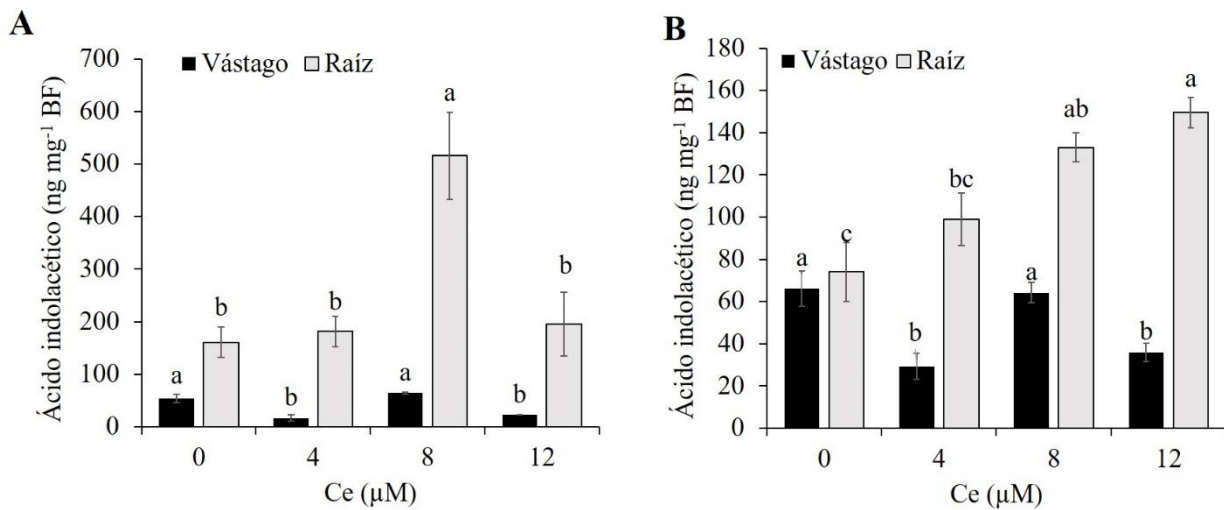 A
Ácido indolacético (ng mg⁻¹ BF)
700
600
500
400
300
200
100
0
Vástago Raíz
a b b b a a b b
0 4 8 12
Ce (µM)
B
Ácido indolacético (ng mg⁻¹ BF)
180
160
140
120
100
80
60
40
20
0
Vástago Raíz
a c b bc a ab b a
0 4 8 12
Ce (µM)